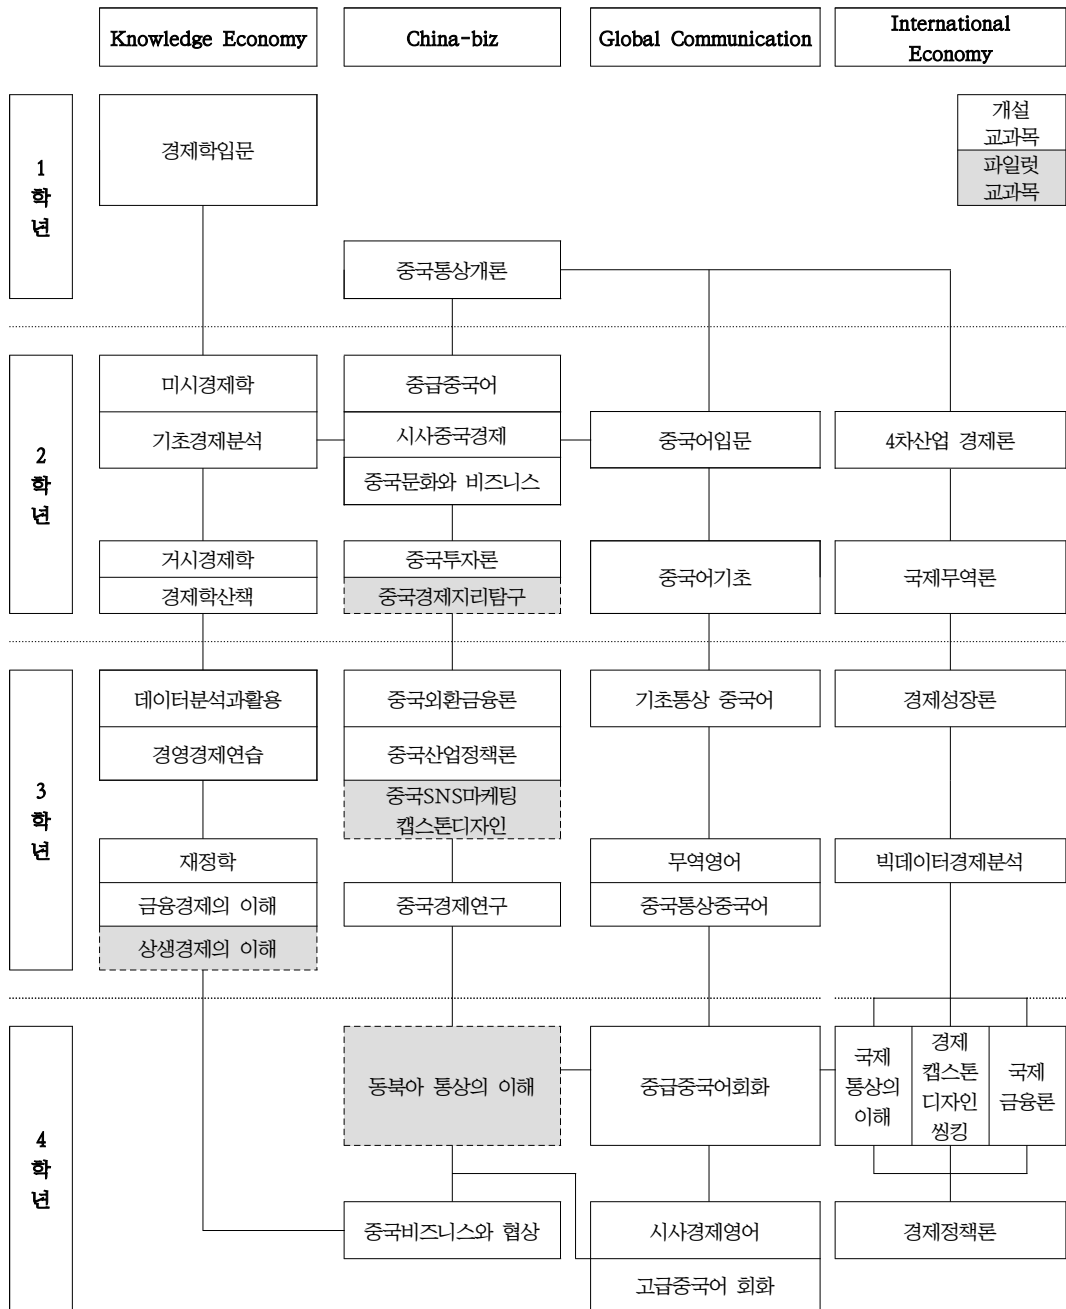 Knowledge Economy
China-biz
Global Communication
International
Economy
1
학
년
경제학입문
개설
교과목
파일럿
교과목
중국통상개론
2
학
년
미시경제학
중급중국어
기초경제분석
시사중국경제
중국어입문
4차산업 경제론
중국문화와 비즈니스
거시경제학
중국투자론
중국어기초
국제무역론
경제학산책
중국경제지리탐구
3
학
년
데이터분석과활용
중국외환금융론
기초통상 중국어
경제성장론
경영경제연습
중국산업정책론
중국SNS마케팅
캡스톤디자인
재정학
무역영어
빅데이터경제분석
금융경제의 이해
중국경제연구
중국통상중국어
상생경제의 이해
4
학
년
동북아 통상의 이해
중급중국어회화
국제
통상의
이해
경제
캡스톤
디자인
씽킹
국제
금융론
중국비즈니스와 협상
시사경제영어
경제정책론
고급중국어 회화